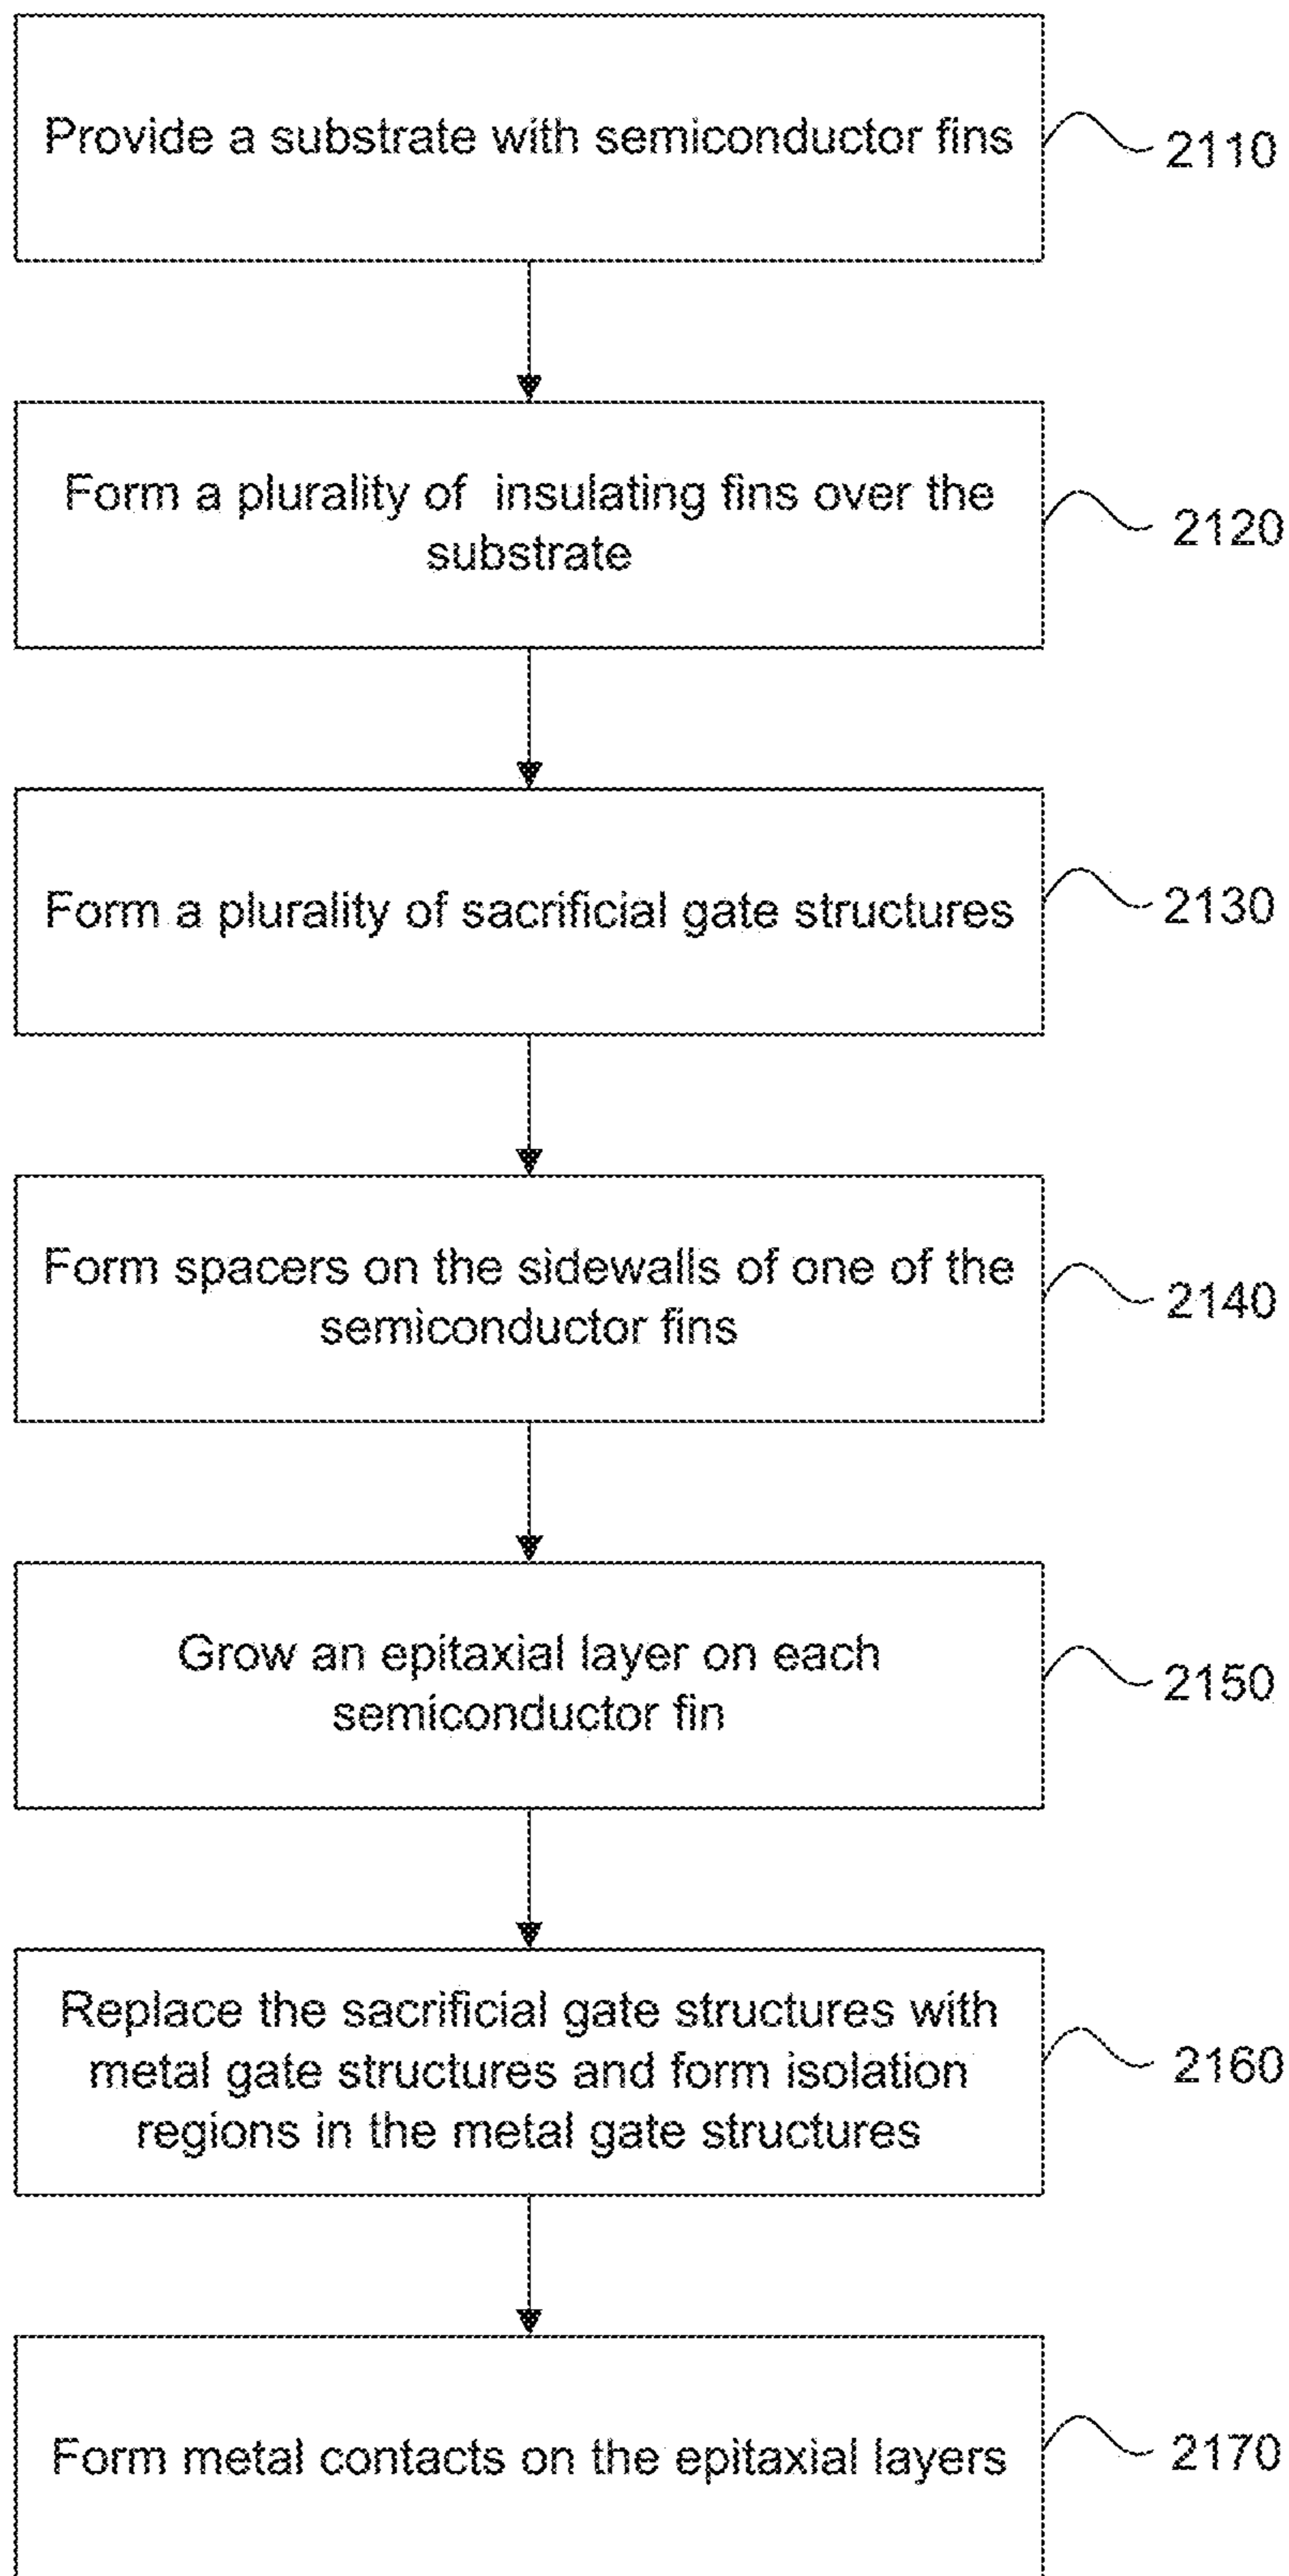 Provide a substrate with semiconductor fins
2110
Form a plurality of insulating fins over the
substrate
2120
Form a plurality of sacrificial gate structures
2130
Form spacers on the sidewalls of one of the
semiconductor fins
2140
Grow an epitaxial layer on each
semiconductor fin
2150
Replace the sacrificial gate structures with
metal gate structures and form isolation
regions in the metal gate structures
2160
Form metal contacts on the epitaxial layers
2170